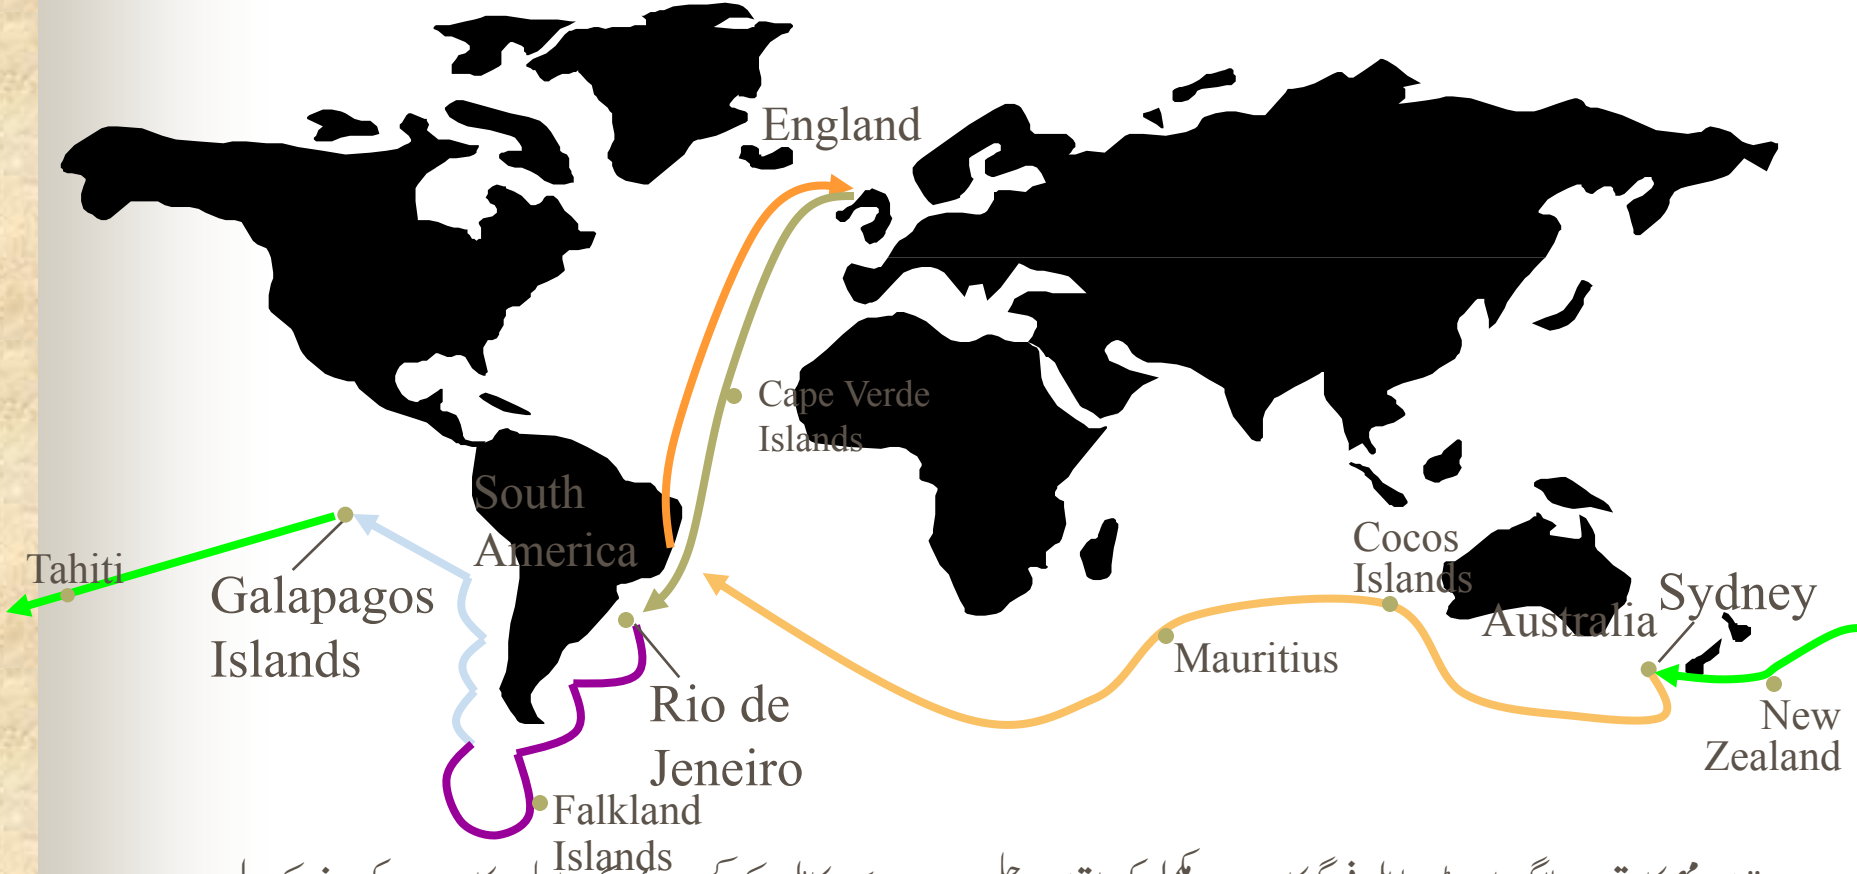 England
Cape Verde
Islands
South
America
Tahiti
Galapagos
Islands
Rio de
Jeneiro
Falkland
Islands
Mauritius
Cocos
Islands
Australia
Sydney
New
Zealand